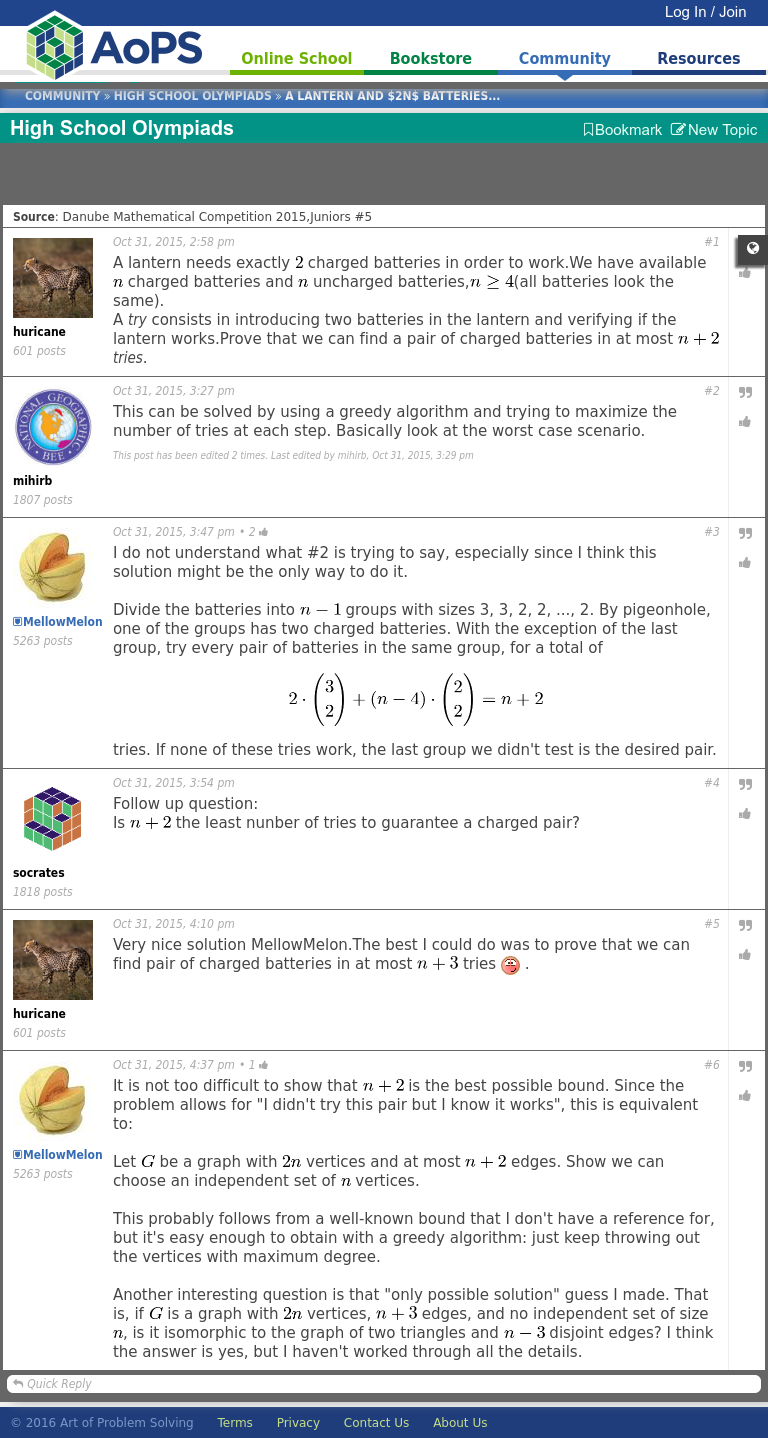 Log In / Join
AoPS
Online School Bookstore Community Resources
COMMUNITY » HIGH SCHOOL OLYMPIADS » A LANTERN AND $2N$ BATTERIES...
High School Olympiads Bookmark New Topic
Source: Danube Mathematical Competition 2015,Juniors #5
Oct 31, 2015, 2:58 pm #1
A lantern needs exactly 2 charged batteries in order to work.We have available
n charged batteries and n uncharged batteries,n ≥ 4(all batteries look the
same).
A try consists in introducing two batteries in the lantern and verifying if the
lantern works.Prove that we can find a pair of charged batteries in at most n + 2
tries.
huricane
601 posts
Oct 31, 2015, 3:27 pm #2
This can be solved by using a greedy algorithm and trying to maximize the
number of tries at each step. Basically look at the worst case scenario.
This post has been edited 2 times. Last edited by mihirb, Oct 31, 2015, 3:29 pm
NATIONAL GEOGRAPHIC
BEE
mihirb
1807 posts
Oct 31, 2015, 3:47 pm • 2 #3
I do not understand what #2 is trying to say, especially since I think this
solution might be the only way to do it.
Divide the batteries into n − 1 groups with sizes 3, 3, 2, 2, ..., 2. By pigeonhole,
one of the groups has two charged batteries. With the exception of the last
group, try every pair of batteries in the same group, for a total of
2 · (3 2) + (n − 4) · (2 2) = n + 2
tries. If none of these tries work, the last group we didn't test is the desired pair.
MellowMelon
5263 posts
Oct 31, 2015, 3:54 pm #4
Follow up question:
Is n + 2 the least nunber of tries to guarantee a charged pair?
socrates
1818 posts
Oct 31, 2015, 4:10 pm #5
Very nice solution MellowMelon.The best I could do was to prove that we can
find pair of charged batteries in at most n + 3 tries .
huricane
601 posts
Oct 31, 2015, 4:37 pm • 1 #6
It is not too difficult to show that n + 2 is the best possible bound. Since the
problem allows for "I didn't try this pair but I know it works", this is equivalent
to:
Let G be a graph with 2n vertices and at most n + 2 edges. Show we can
choose an independent set of n vertices.
This probably follows from a well-known bound that I don't have a reference for,
but it's easy enough to obtain with a greedy algorithm: just keep throwing out
the vertices with maximum degree.
Another interesting question is that "only possible solution" guess I made. That
is, if G is a graph with 2n vertices, n + 3 edges, and no independent set of size
n, is it isomorphic to the graph of two triangles and n − 3 disjoint edges? I think
the answer is yes, but I haven't worked through all the details.
MellowMelon
5263 posts
Quick Reply
© 2016 Art of Problem Solving Terms Privacy Contact Us About Us